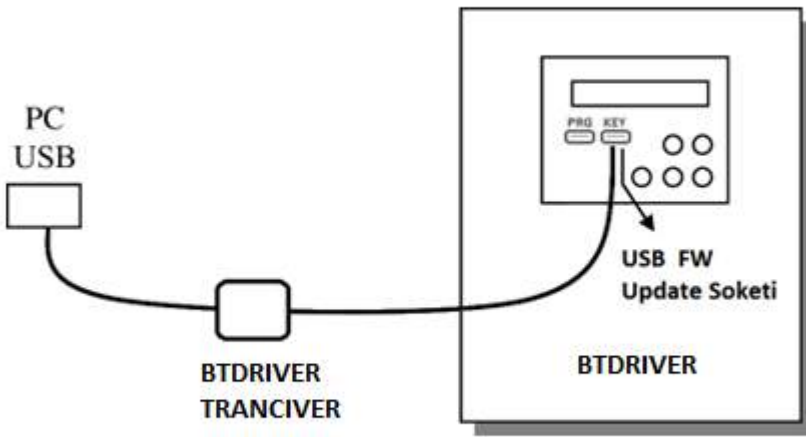 PC
USB
PRG KEY
USB FW
Update Soketi
BTDRIVER
BTDRIVER
TRANCIVER